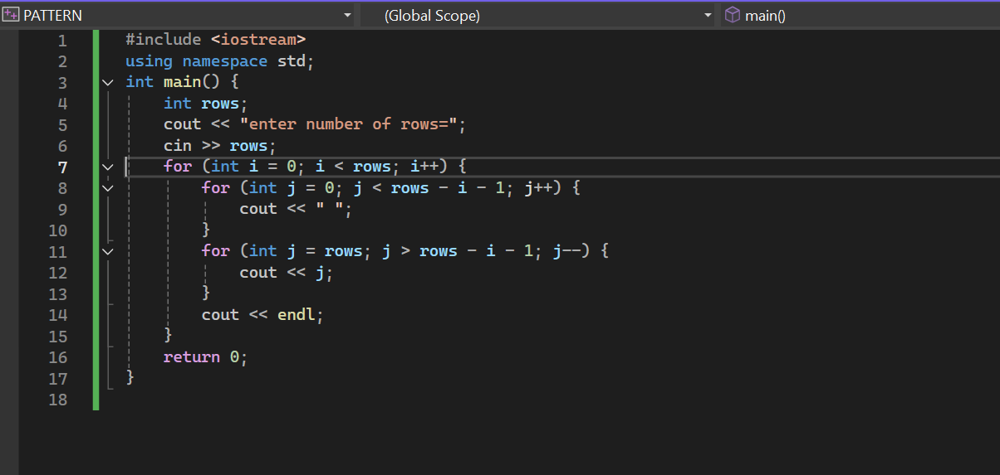 PATTERN (Global Scope) main()
1 #include <iostream>
2 using namespace std;
3 int main() {
4     int rows;
5     cout << "enter number of rows=";
6     cin >> rows;
7     for (int i = 0; i < rows; i++) {
8         for (int j = 0; j < rows - i - 1; j++) {
9             cout << " ";
10         }
11         for (int j = rows; j > rows - i - 1; j--) {
12             cout << j;
13         }
14         cout << endl;
15     }
16     return 0;
17 }
18